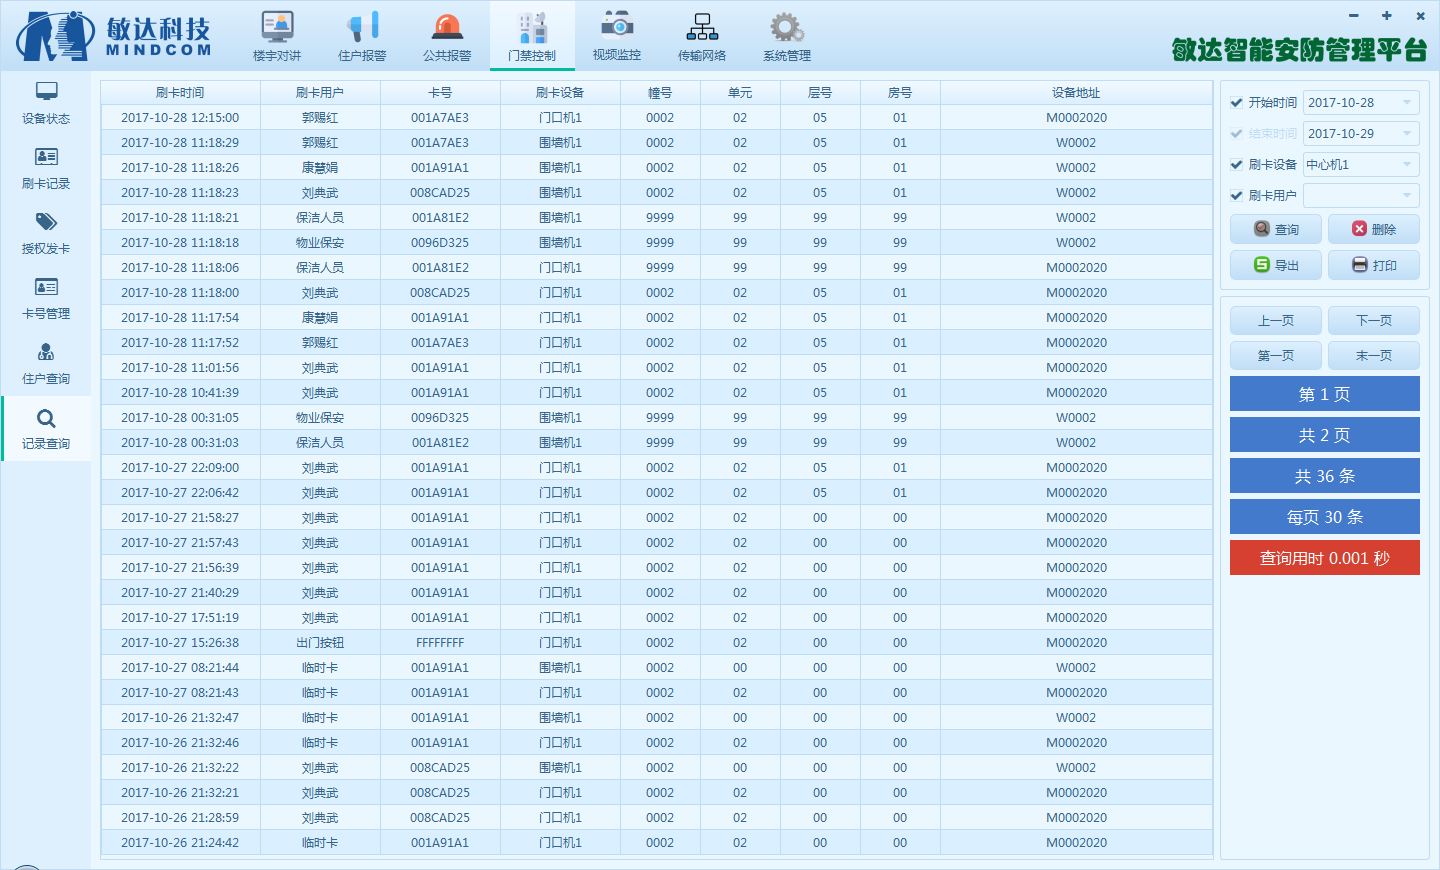 敏达科技
MINDCOM
楼宇对讲 住户报警 公共报警 门禁控制 视频监控 传输网络 系统管理
敏达智能安防管理平台
设备状态
刷卡记录
授权发卡
卡号管理
住户查询
记录查询
刷卡时间 刷卡用户 卡号 刷卡设备 幢号 单元 层号 房号 设备地址
2017-10-28 12:15:00 郭赐红 001A7AE3 门口机1 0002 02 05 01 M0002020
2017-10-28 11:18:29 郭赐红 001A7AE3 围墙机1 0002 02 05 01 W0002
2017-10-28 11:18:26 康慧娟 001A91A1 围墙机1 0002 02 05 01 W0002
2017-10-28 11:18:23 刘典武 008CAD25 围墙机1 0002 02 05 01 W0002
2017-10-28 11:18:21 保洁人员 001A81E2 围墙机1 9999 99 99 99 W0002
2017-10-28 11:18:18 物业保安 0096D325 围墙机1 9999 99 99 99 W0002
2017-10-28 11:18:06 保洁人员 001A81E2 门口机1 9999 99 99 99 M0002020
2017-10-28 11:18:00 刘典武 008CAD25 门口机1 0002 02 05 01 M0002020
2017-10-28 11:17:54 康慧娟 001A91A1 门口机1 0002 02 05 01 M0002020
2017-10-28 11:17:52 郭赐红 001A7AE3 门口机1 0002 02 05 01 M0002020
2017-10-28 11:01:56 刘典武 001A91A1 门口机1 0002 02 05 01 M0002020
2017-10-28 10:41:39 刘典武 001A91A1 门口机1 0002 02 05 01 M0002020
2017-10-28 00:31:05 物业保安 0096D325 围墙机1 9999 99 99 99 W0002
2017-10-28 00:31:03 保洁人员 001A81E2 围墙机1 9999 99 99 99 W0002
2017-10-27 22:09:00 刘典武 001A91A1 门口机1 0002 02 05 01 M0002020
2017-10-27 22:06:42 刘典武 001A91A1 门口机1 0002 02 05 01 M0002020
2017-10-27 21:58:27 刘典武 001A91A1 门口机1 0002 02 00 00 M0002020
2017-10-27 21:57:43 刘典武 001A91A1 门口机1 0002 02 00 00 M0002020
2017-10-27 21:56:39 刘典武 001A91A1 门口机1 0002 02 00 00 M0002020
2017-10-27 21:40:29 刘典武 001A91A1 门口机1 0002 02 00 00 M0002020
2017-10-27 17:51:19 刘典武 001A91A1 门口机1 0002 02 00 00 M0002020
2017-10-27 15:26:38 出门按钮 FFFFFFFF 门口机1 0002 02 00 00 M0002020
2017-10-27 08:21:44 临时卡 001A91A1 围墙机1 0002 00 00 00 W0002
2017-10-27 08:21:43 临时卡 001A91A1 门口机1 0002 02 00 00 M0002020
2017-10-26 21:32:47 临时卡 001A91A1 围墙机1 0002 00 00 00 W0002
2017-10-26 21:32:46 临时卡 001A91A1 门口机1 0002 02 00 00 M0002020
2017-10-26 21:32:22 刘典武 008CAD25 围墙机1 0002 00 00 00 W0002
2017-10-26 21:32:21 刘典武 008CAD25 门口机1 0002 02 00 00 M0002020
2017-10-26 21:28:59 刘典武 008CAD25 门口机1 0002 02 00 00 M0002020
2017-10-26 21:24:42 临时卡 001A91A1 门口机1 0002 02 00 00 M0002020
开始时间 2017-10-28
结束时间 2017-10-29
刷卡设备 中心机1
刷卡用户
查询 删除
导出 打印
上一页 下一页
第一页 末一页
第 1 页
共 2 页
共 36 条
每页 30 条
查询用时 0.001 秒